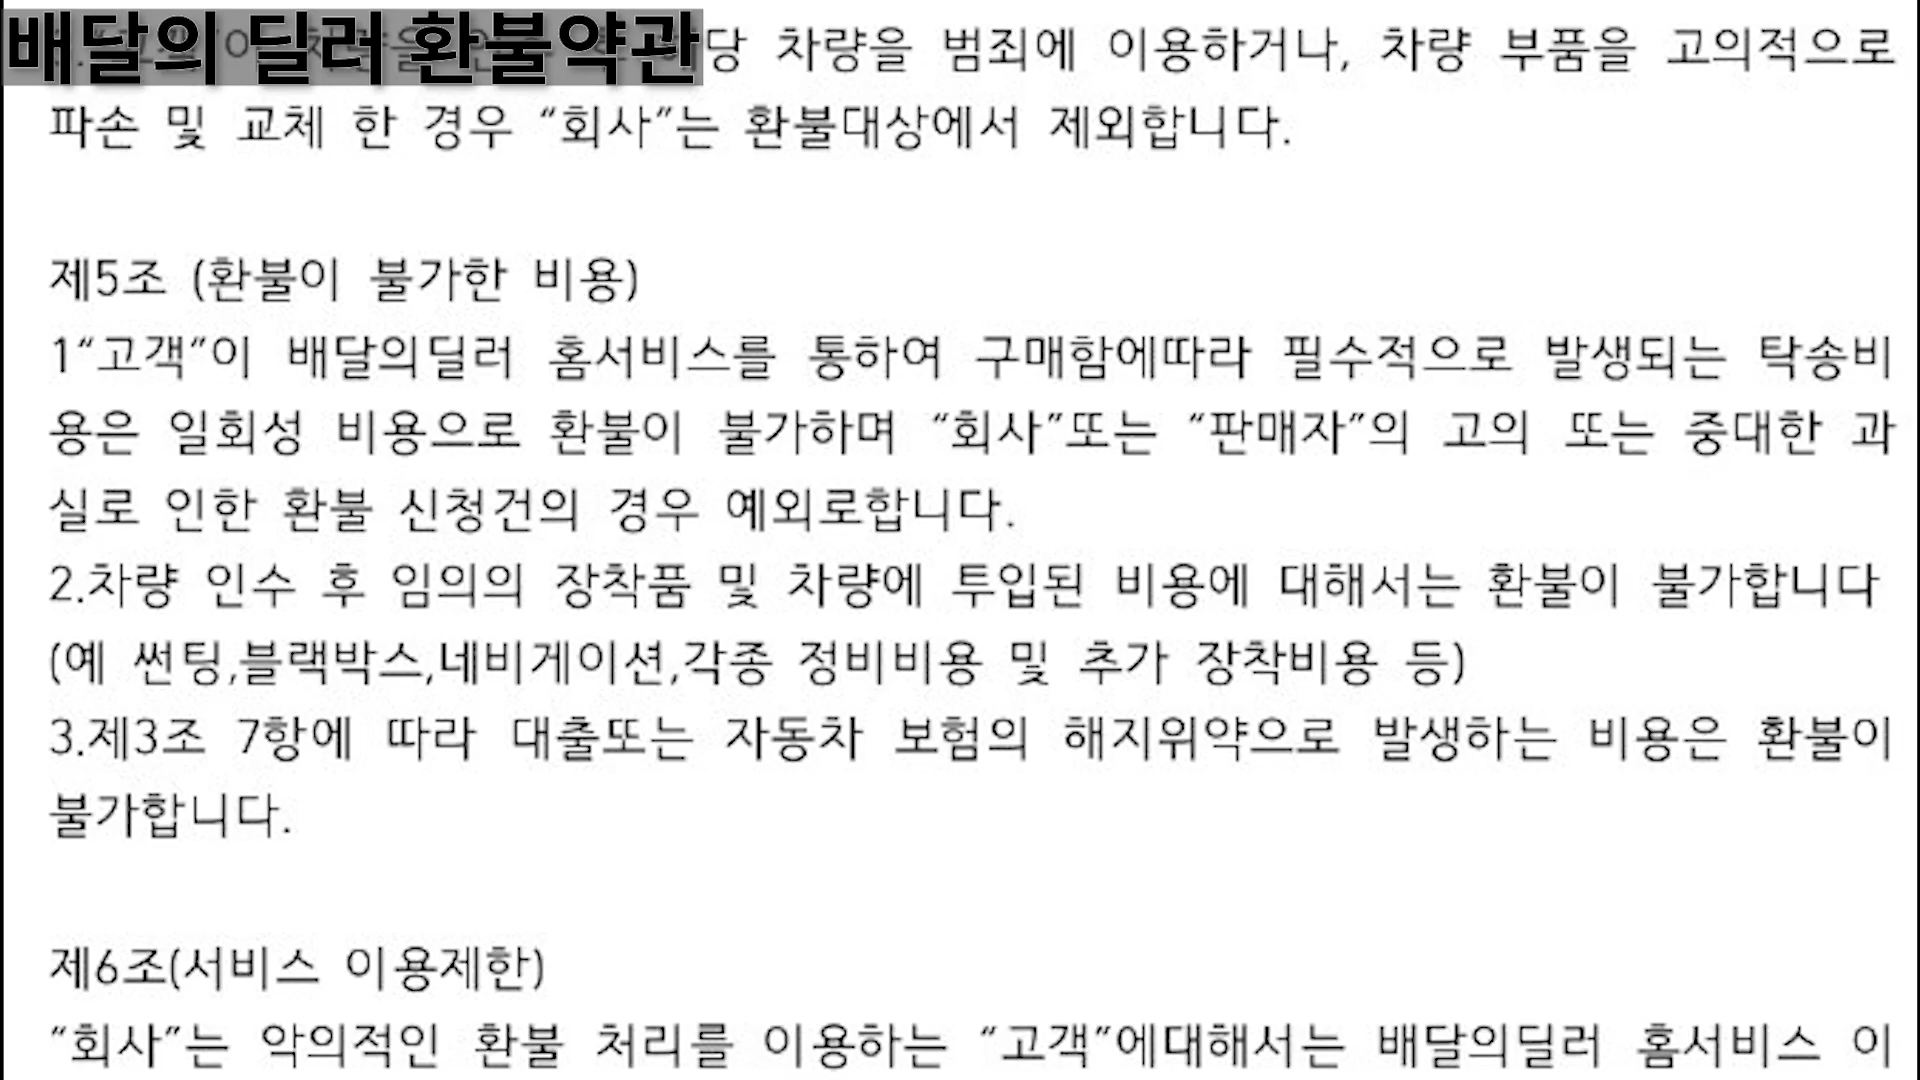 배달의 딜러 환불약관
당 차량을 범죄에 이용하거나, 차량 부품을 고의적으로
파손 및 교체 한 경우 “회사”는 환불대상에서 제외합니다.
제5조 (환불이 불가한 비용)
1“고객”이 배달의딜러 홈서비스를 통하여 구매함에따라 필수적으로 발생되는 탁송비
용은 일회성 비용으로 환불이 불가하며 “회사”또는 “판매자”의 고의 또는 중대한 과
실로 인한 환불 신청건의 경우 예외로합니다.
2.차량 인수 후 임의의 장착품 및 차량에 투입된 비용에 대해서는 환불이 불가합니다
(예 썬팅,블랙박스,네비게이션,각종 정비비용 및 추가 장착비용 등)
3.제3조 7항에 따라 대출또는 자동차 보험의 해지위약으로 발생하는 비용은 환불이
불가합니다.
제6조(서비스 이용제한)
“회사”는 악의적인 환불 처리를 이용하는 “고객”에대해서는 배달의딜러 홈서비스 이